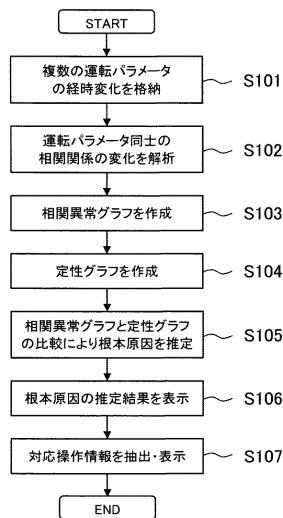 START
複数の運転パラメータ
の経時変化を格納
S101
運転パラメータ同士の
相関関係の変化を解析
S102
相関異常グラフを作成
S103
定性グラフを作成
S104
相関異常グラフと定性グラフ
の比較により根本原因を推定
S105
根本原因の推定結果を表示
S106
対応操作情報を抽出・表示
S107
END